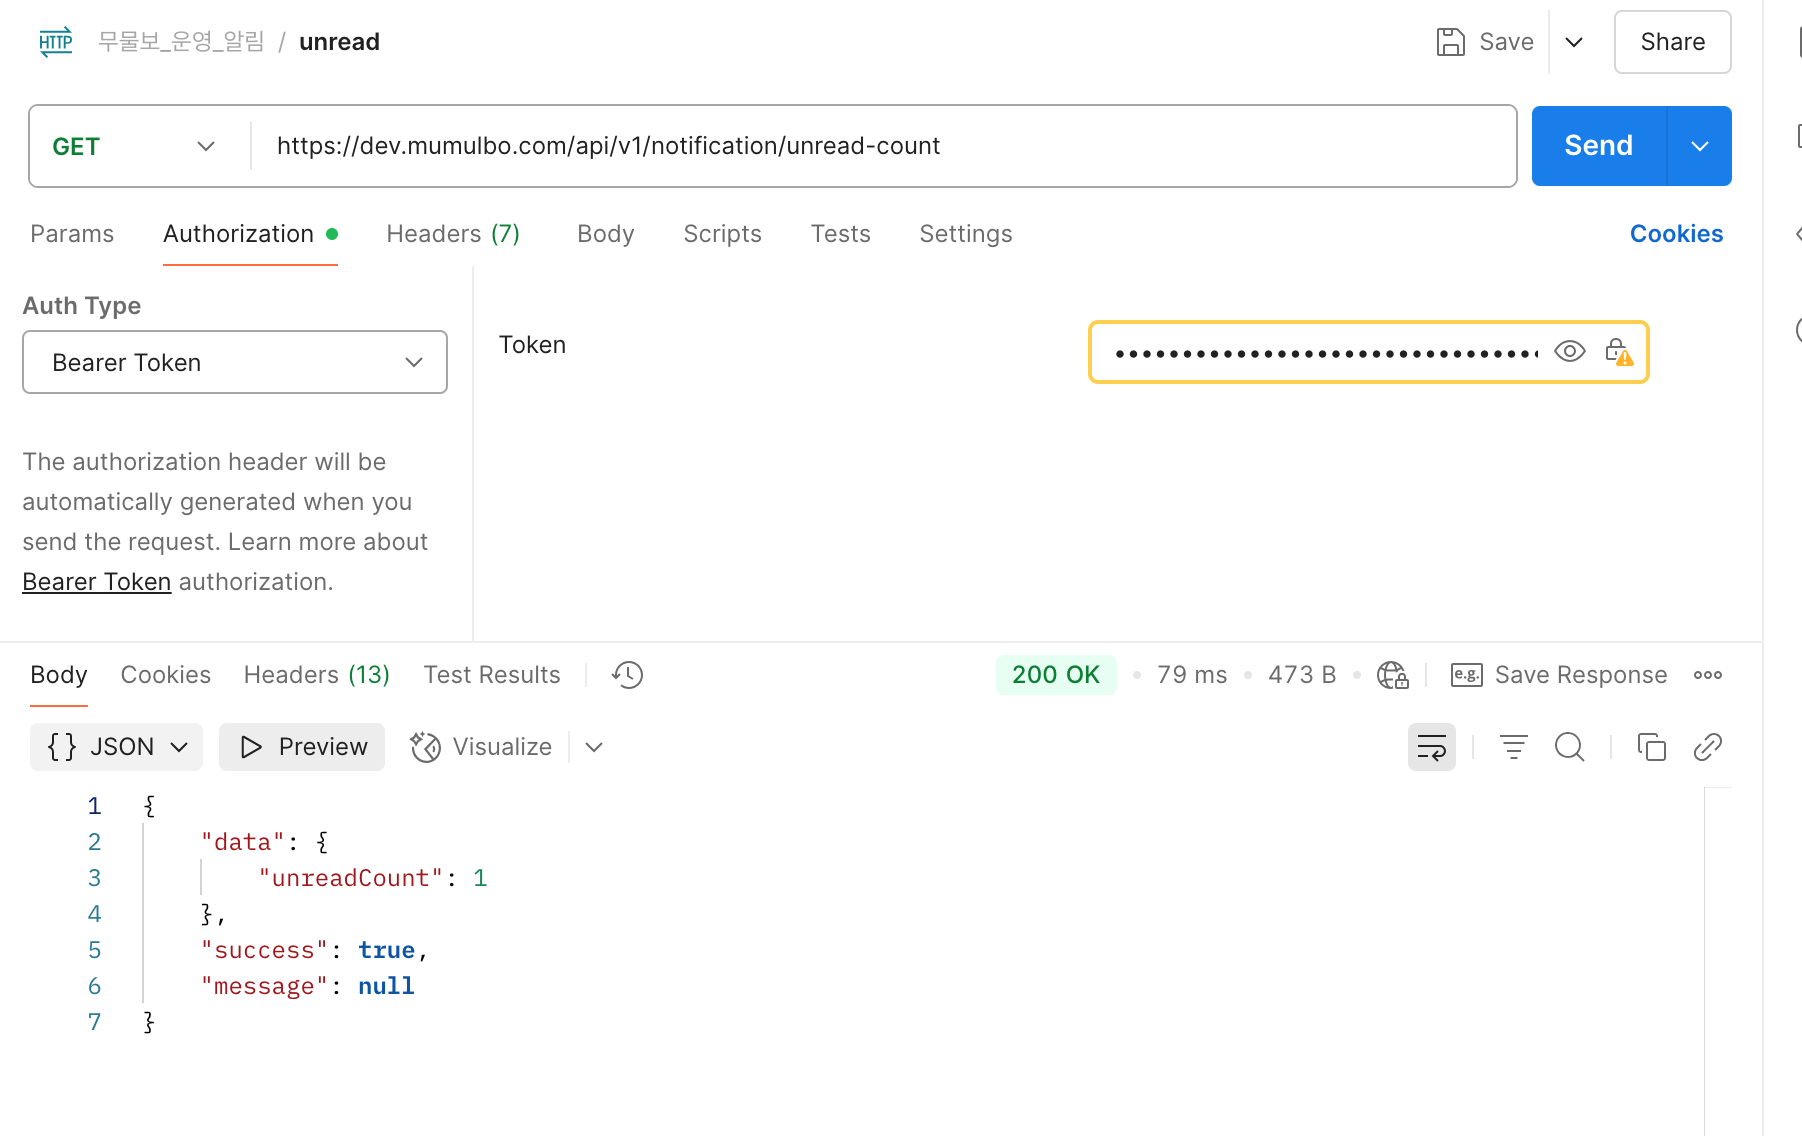 HTTP 무물보_운영_알림 / unread Save Share
GET https://dev.mumulbo.com/api/v1/notification/unread-count Send
Params Authorization Headers (7) Body Scripts Tests Settings Cookies
Auth Type
Bearer Token
Token
The authorization header will be
automatically generated when you
send the request. Learn more about
Bearer Token authorization.
Body Cookies Headers (13) Test Results 200 OK 79 ms 473 B e.g. Save Response
{ } JSON Preview Visualize
1 {
2 "data": {
3 "unreadCount": 1
4 },
5 "success": true,
6 "message": null
7 }